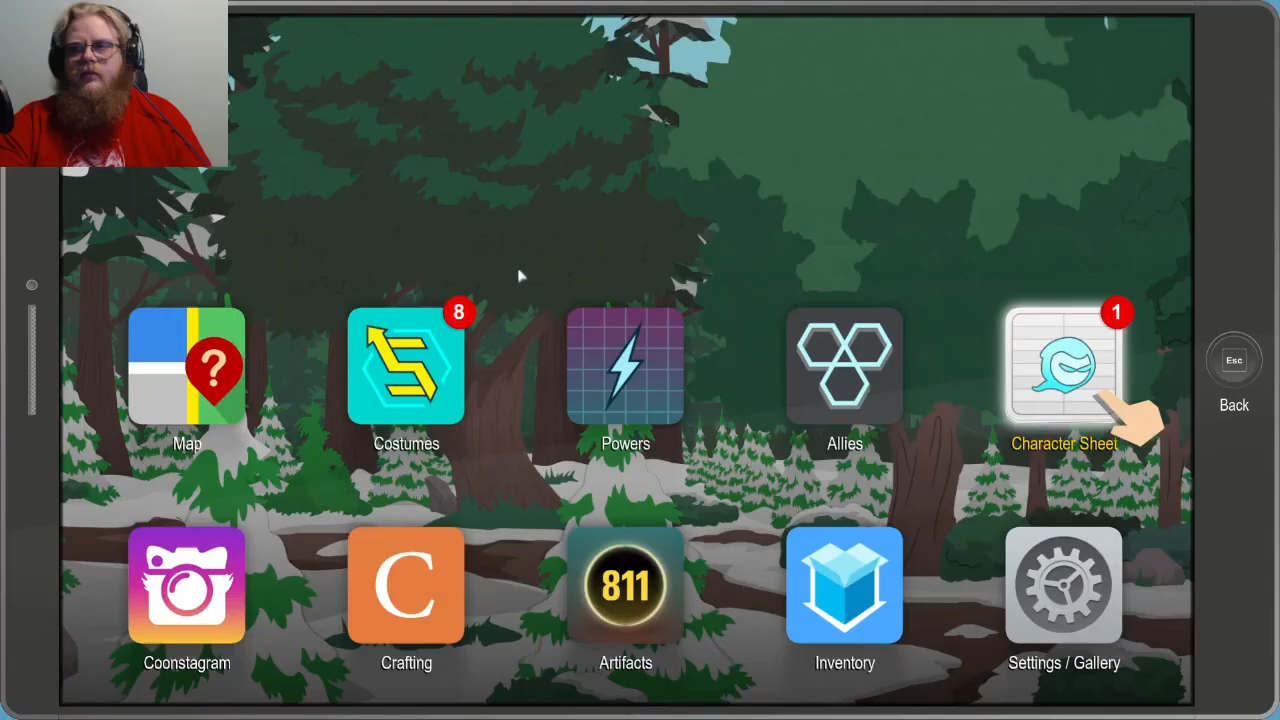 8
1
?
Map
Costumes
Powers
Allies
Character Sheet
Esc
Back
C
811
Coonstagram
Crafting
Artifacts
Inventory
Settings / Gallery